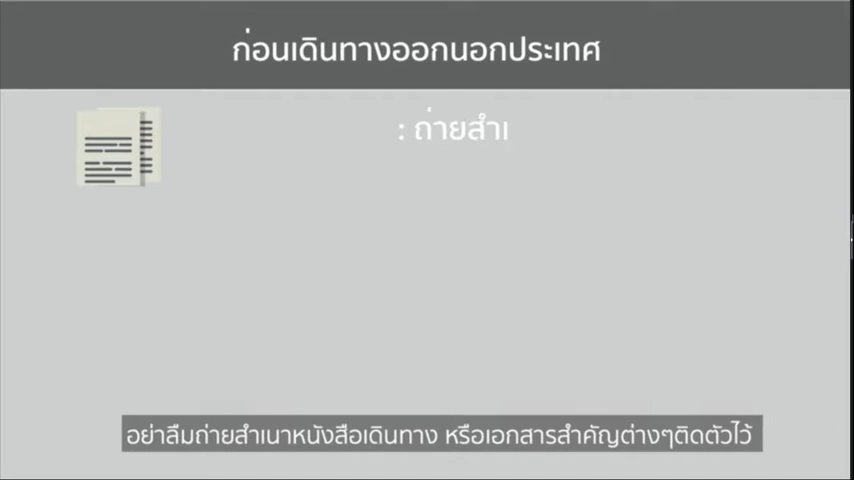 ก่อนเดินทางออกนอกประเทศ
: ถ่ายสำเ
อย่าลืมถ่ายสำเนาหนังสือเดินทาง หรือเอกสารสำคัญต่างๆติดตัวไว้